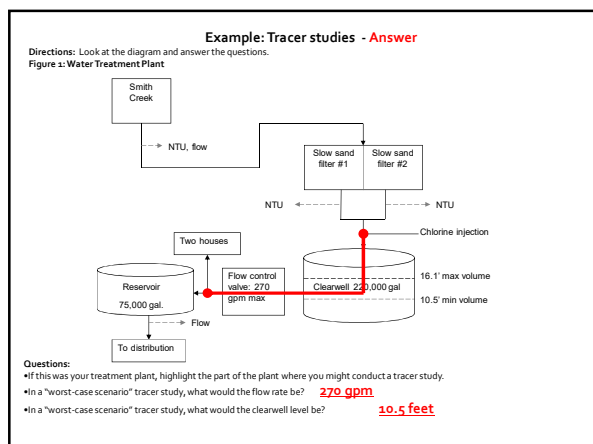 Example: Tracer studies - Answer
Directions: Look at the diagram and answer the questions.
Figure 1: Water Treatment Plant
Smith
Creek
NTU, flow
Slow sand
filter #1
Slow sand
filter #2
NTU
NTU
Chlorine injection
Two houses
Reservoir
75,000 gal.
Flow control
valve: 270
gpm max
Clearwell 220,000 gal
16.1' max volume
10.5' min volume
Flow
To distribution
Questions:
•If this was your treatment plant, highlight the part of the plant where you might conduct a tracer study.
•In a "worst-case scenario" tracer study, what would the flow rate be? 270 gpm
•In a "worst-case scenario" tracer study, what would the clearwell level be? 10.5 feet